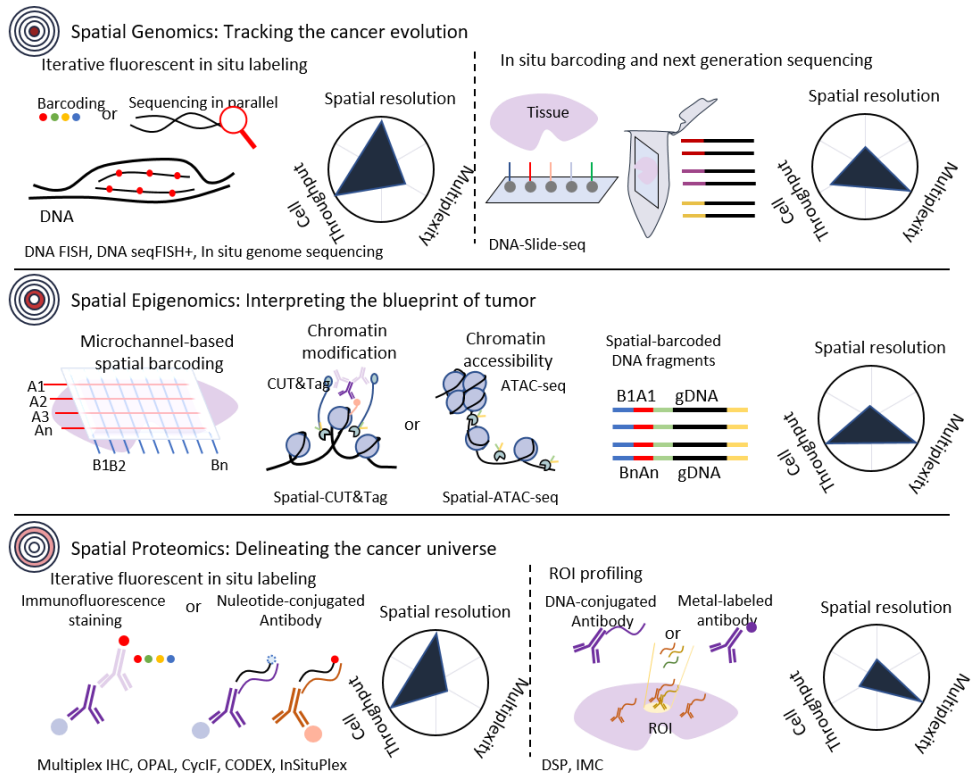 Spatial Genomics: Tracking the cancer evolution
Iterative fluorescent in situ labeling
Barcoding
or
Sequencing in parallel
DNA
Spatial resolution
Cell
Throughput
Multiplexity
DNA FISH, DNA seqFISH+, In situ genome sequencing
In situ barcoding and next generation sequencing
Tissue
DNA-Slide-seq
Spatial resolution
Cell
Throughput
Multiplexity
Spatial Epigenomics: Interpreting the blueprint of tumor
Microchannel-based
spatial barcoding
A1
A2
A3
An
B1B2
Bn
Chromatin
modification
CUT&Tag
Spatial-CUT&Tag
or
Chromatin
accessibility
ATAC-seq
Spatial-ATAC-seq
Spatial-barcoded
DNA fragments
B1A1 gDNA
BnAn gDNA
Spatial resolution
Cell
Throughput
Multiplexity
Spatial Proteomics: Delineating the cancer universe
Iterative fluorescent in situ labeling
Immunofluorescence
staining
or
Nuleotide-conjugated
Antibody
Spatial resolution
Cell
Throughput
Multiplexity
Multiplex IHC, OPAL, CycIF, CODEX, InSituPlex
ROI profiling
DNA-conjugated
Antibody
or
Metal-labeled
antibody
ROI
DSP, IMC
Spatial resolution
Cell
Throughput
Multiplexity